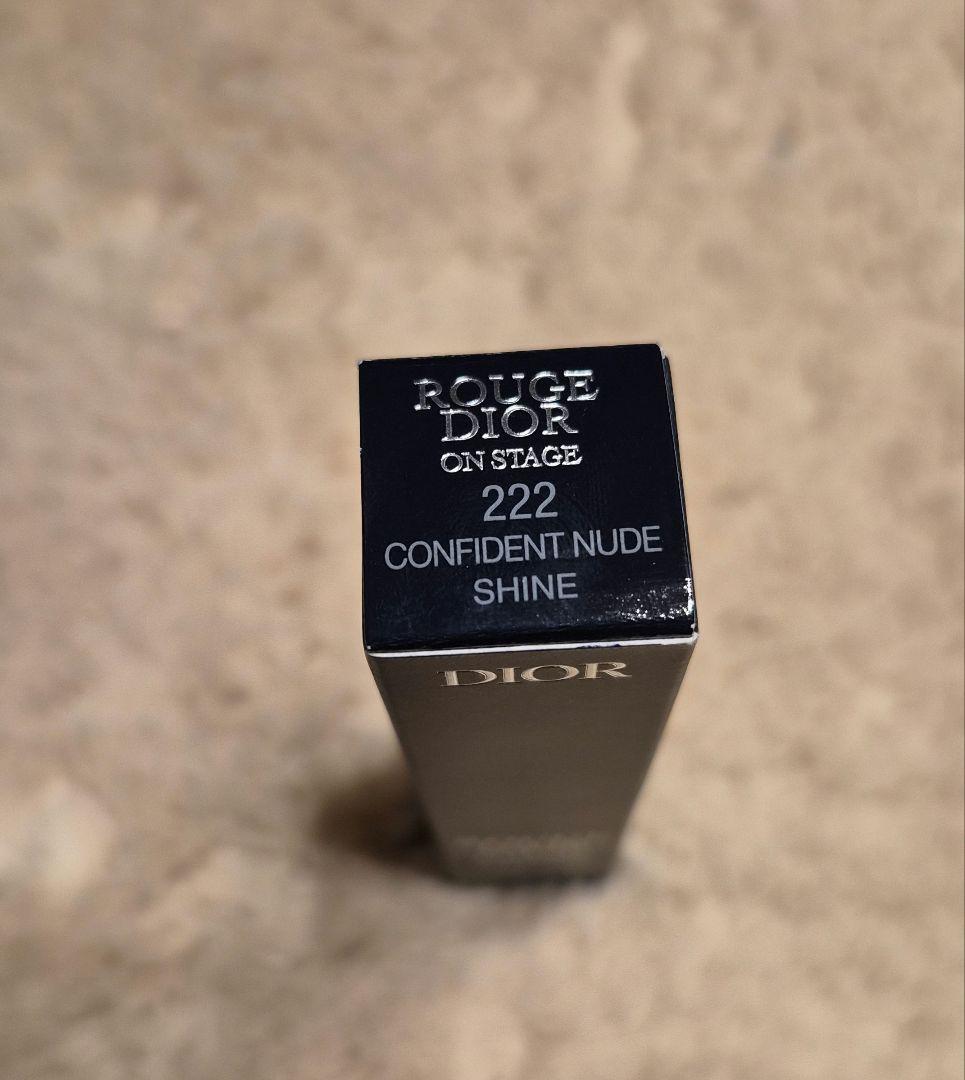 ROUGE
DIOR
ON STAGE
222
CONFIDENT NUDE
SHINE
DIOR